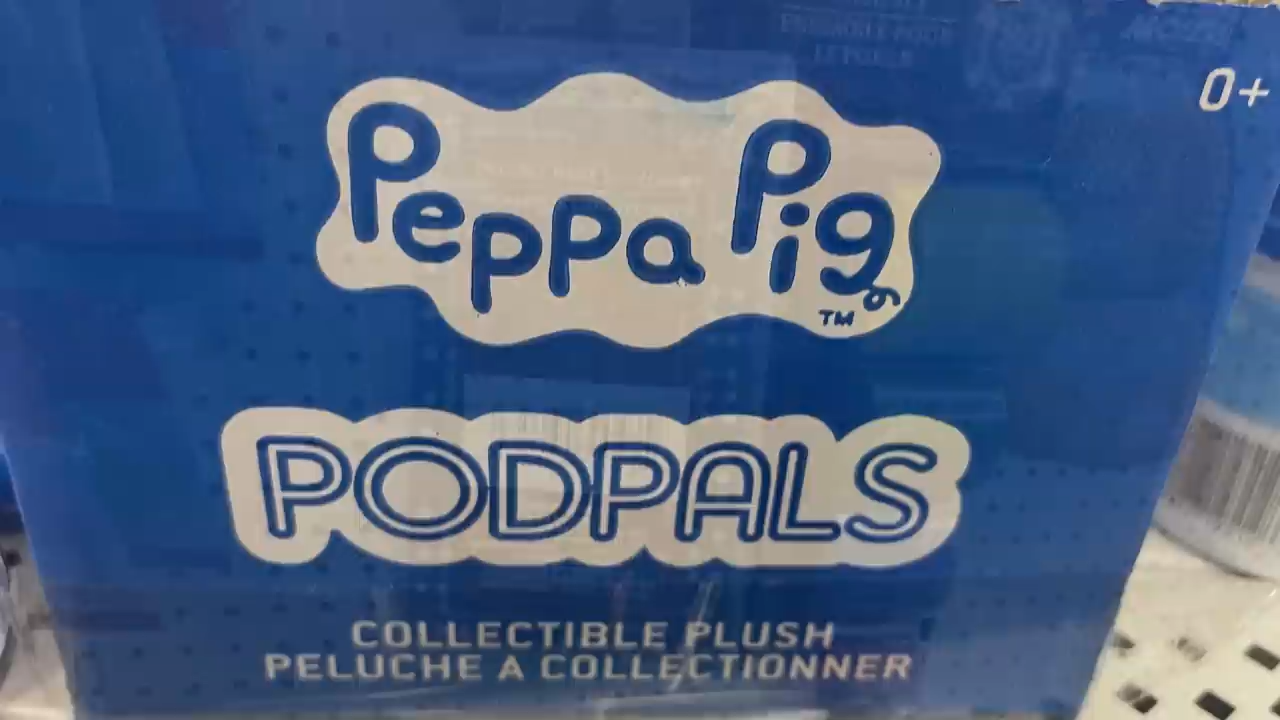 0+
Peppa Pig
TM
PODPALS
COLLECTIBLE PLUSH
PELUCHE A COLLECTIONNER